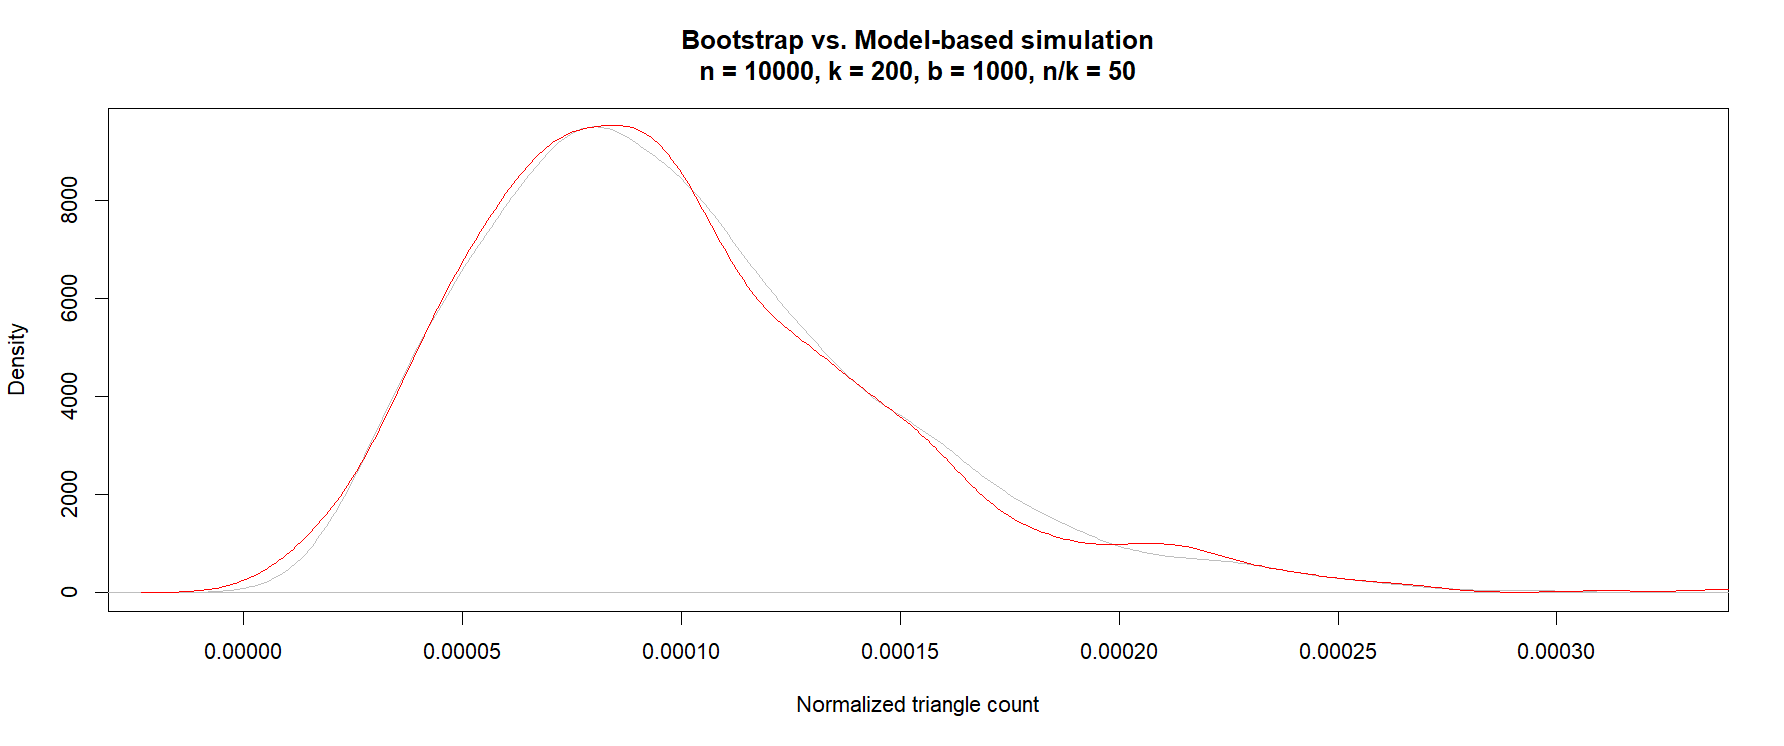 Bootstrap vs. Model-based simulation
n = 10000, k = 200, b = 1000, n/k = 50
Density
8000
6000
4000
2000
0
0.00000 0.00005 0.00010 0.00015 0.00020 0.00025 0.00030
Normalized triangle count